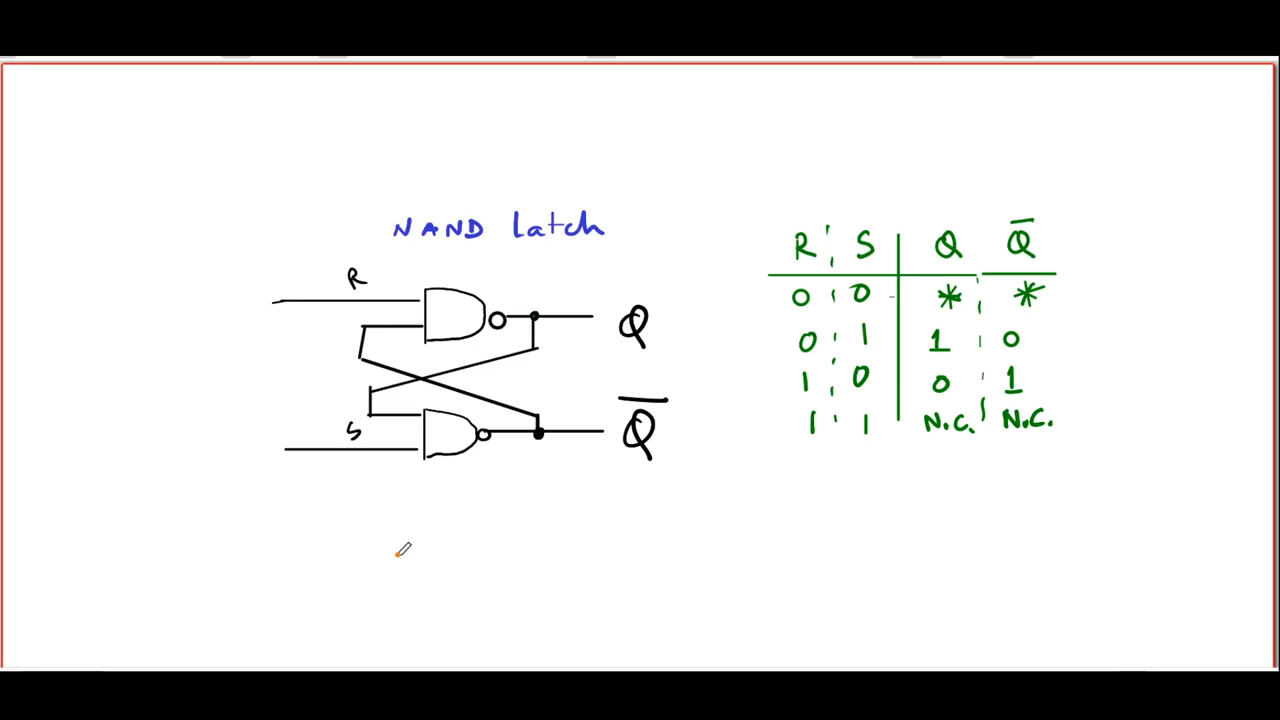 NAND latch
R
Q
S
Q̅
R S Q Q̅
0 0 * *
0 1 1 0
1 0 0 1
1 1 N.C. N.C.